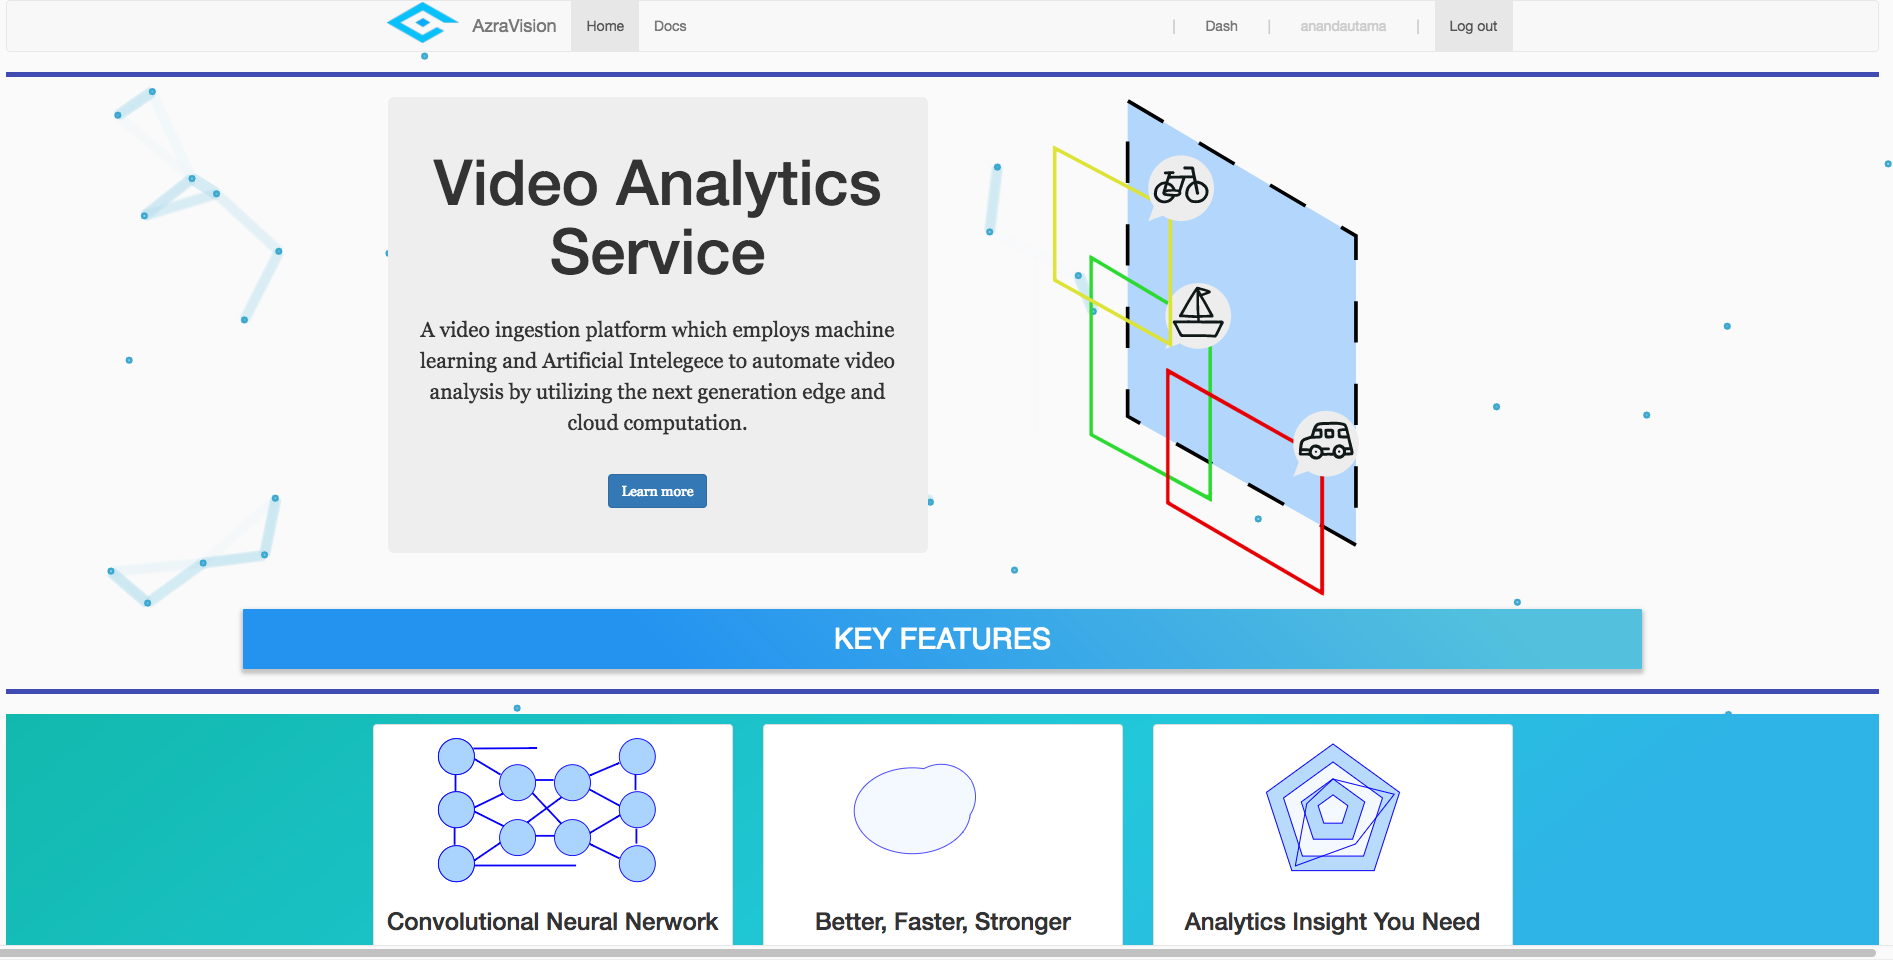 AzraVision Home Docs | Dash | anandautama | Log out
Video Analytics
Service
A video ingestion platform which employs machine
learning and Artificial Intelegece to automate video
analysis by utilizing the next generation edge and
cloud computation.
Learn more
KEY FEATURES
Convolutional Neural Nerwork
Better, Faster, Stronger
Analytics Insight You Need